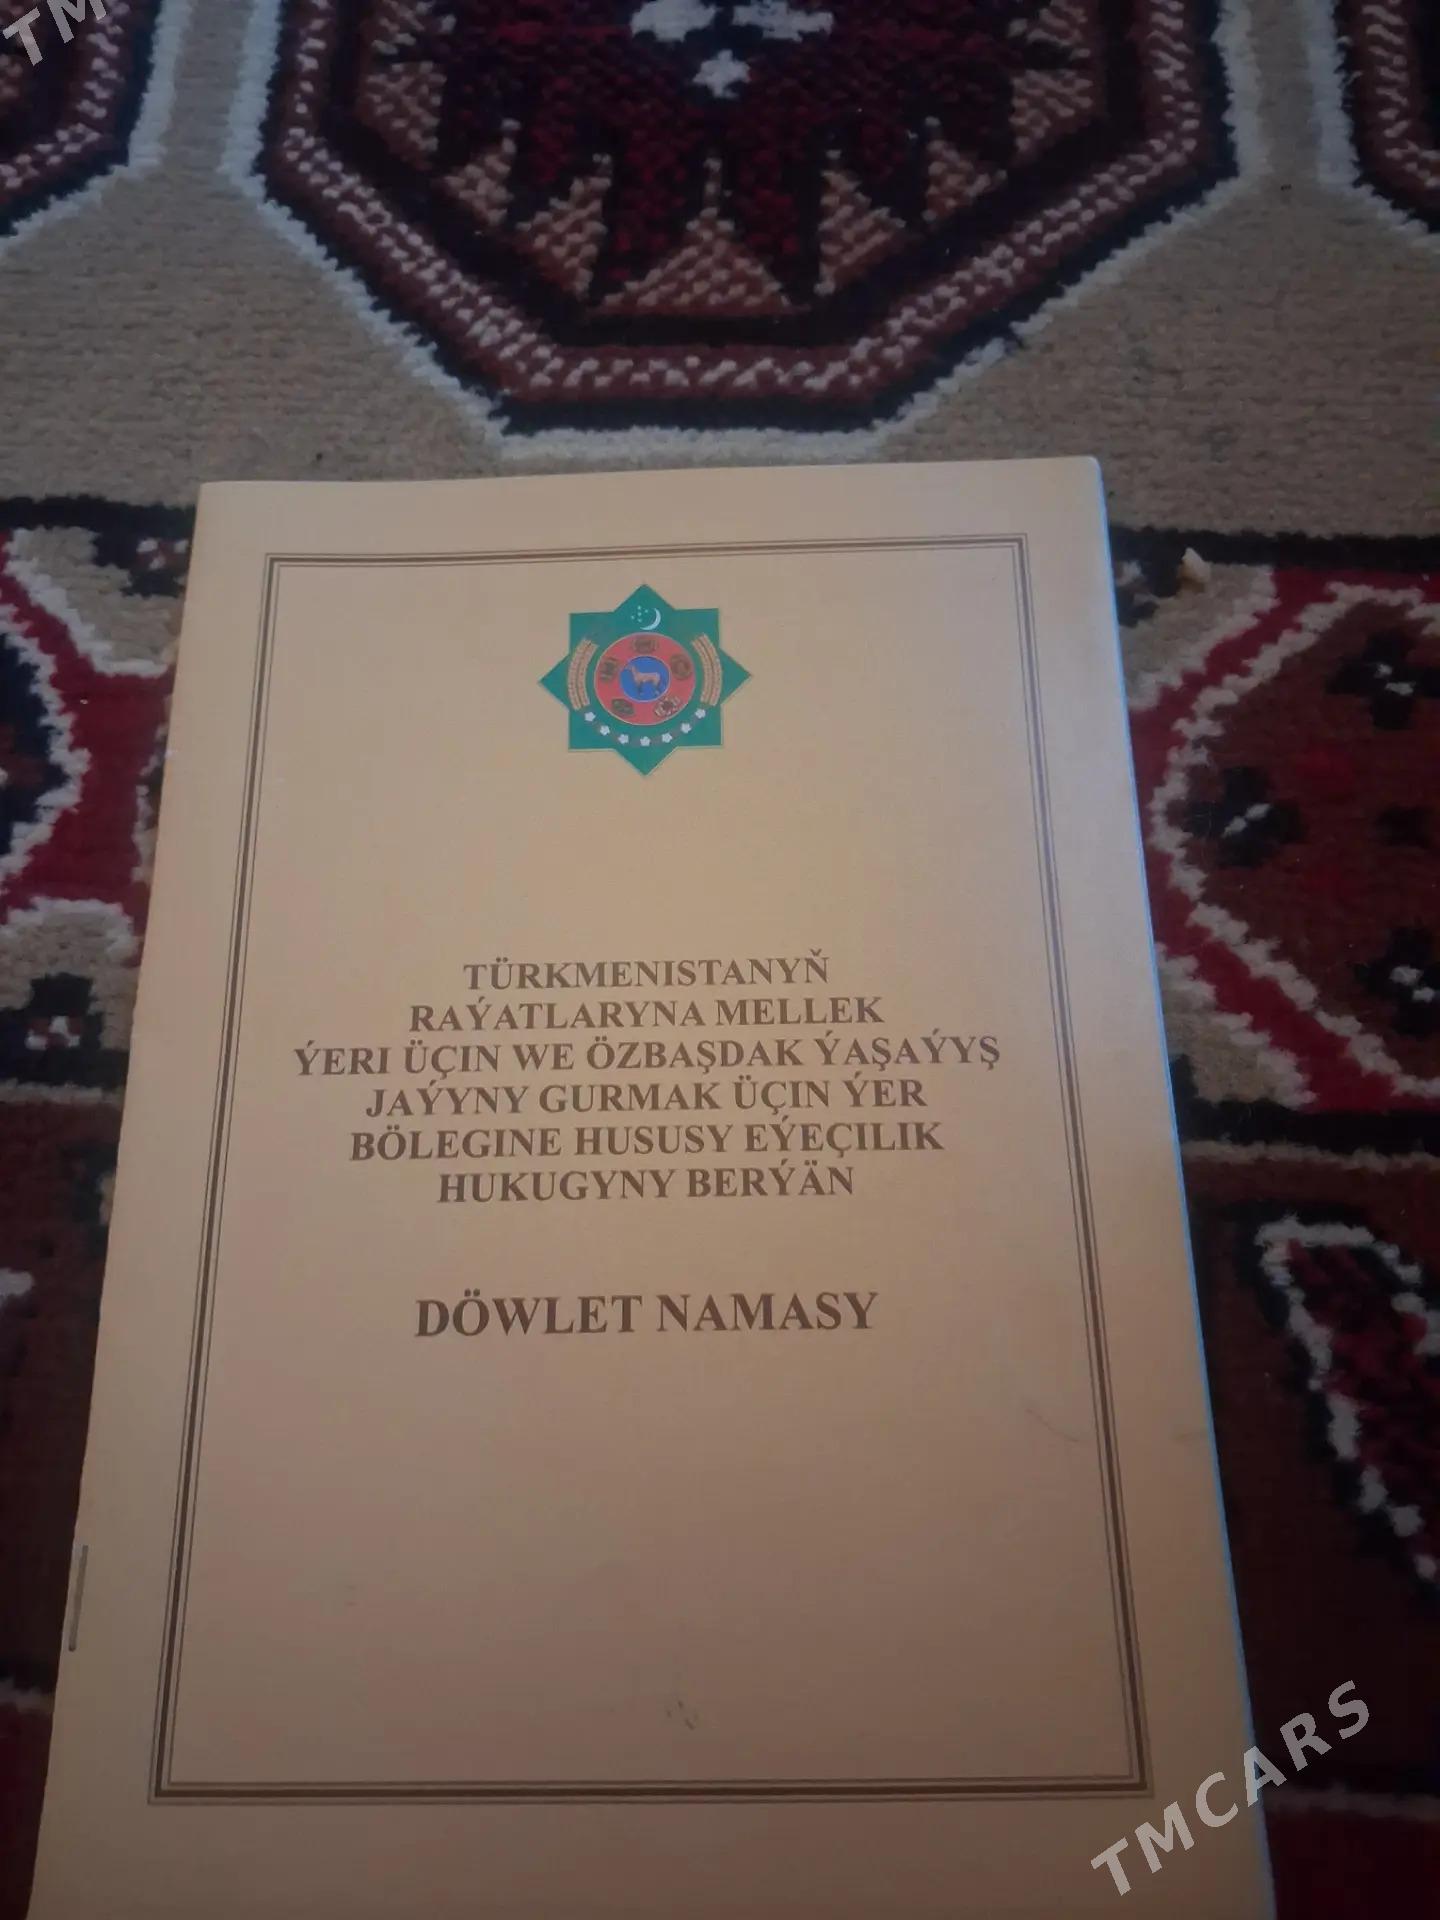 TM
TÜRKMENISTANYŇ
RAÝATLARYNA MELLEK
ÝERI ÜÇIN WE ÖZBAŞDAK ÝAŞAÝYŞ
JAÝYNY GURMAK ÜÇIN ÝER
BÖLEGINE HUSUSY EÝEÇILIK
HUKUGYNY BERÝÄN
DÖWLET NAMASY
TMCARS